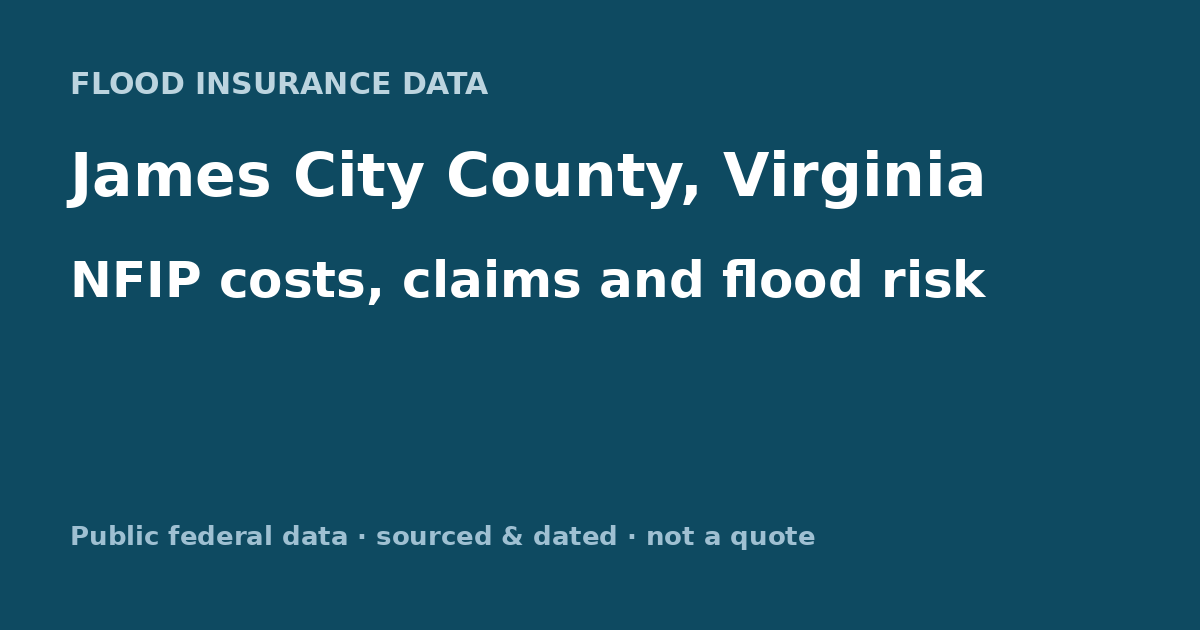 FLOOD INSURANCE DATA
James City County, Virginia
NFIP costs, claims and flood risk
Public federal data · sourced & dated · not a quote